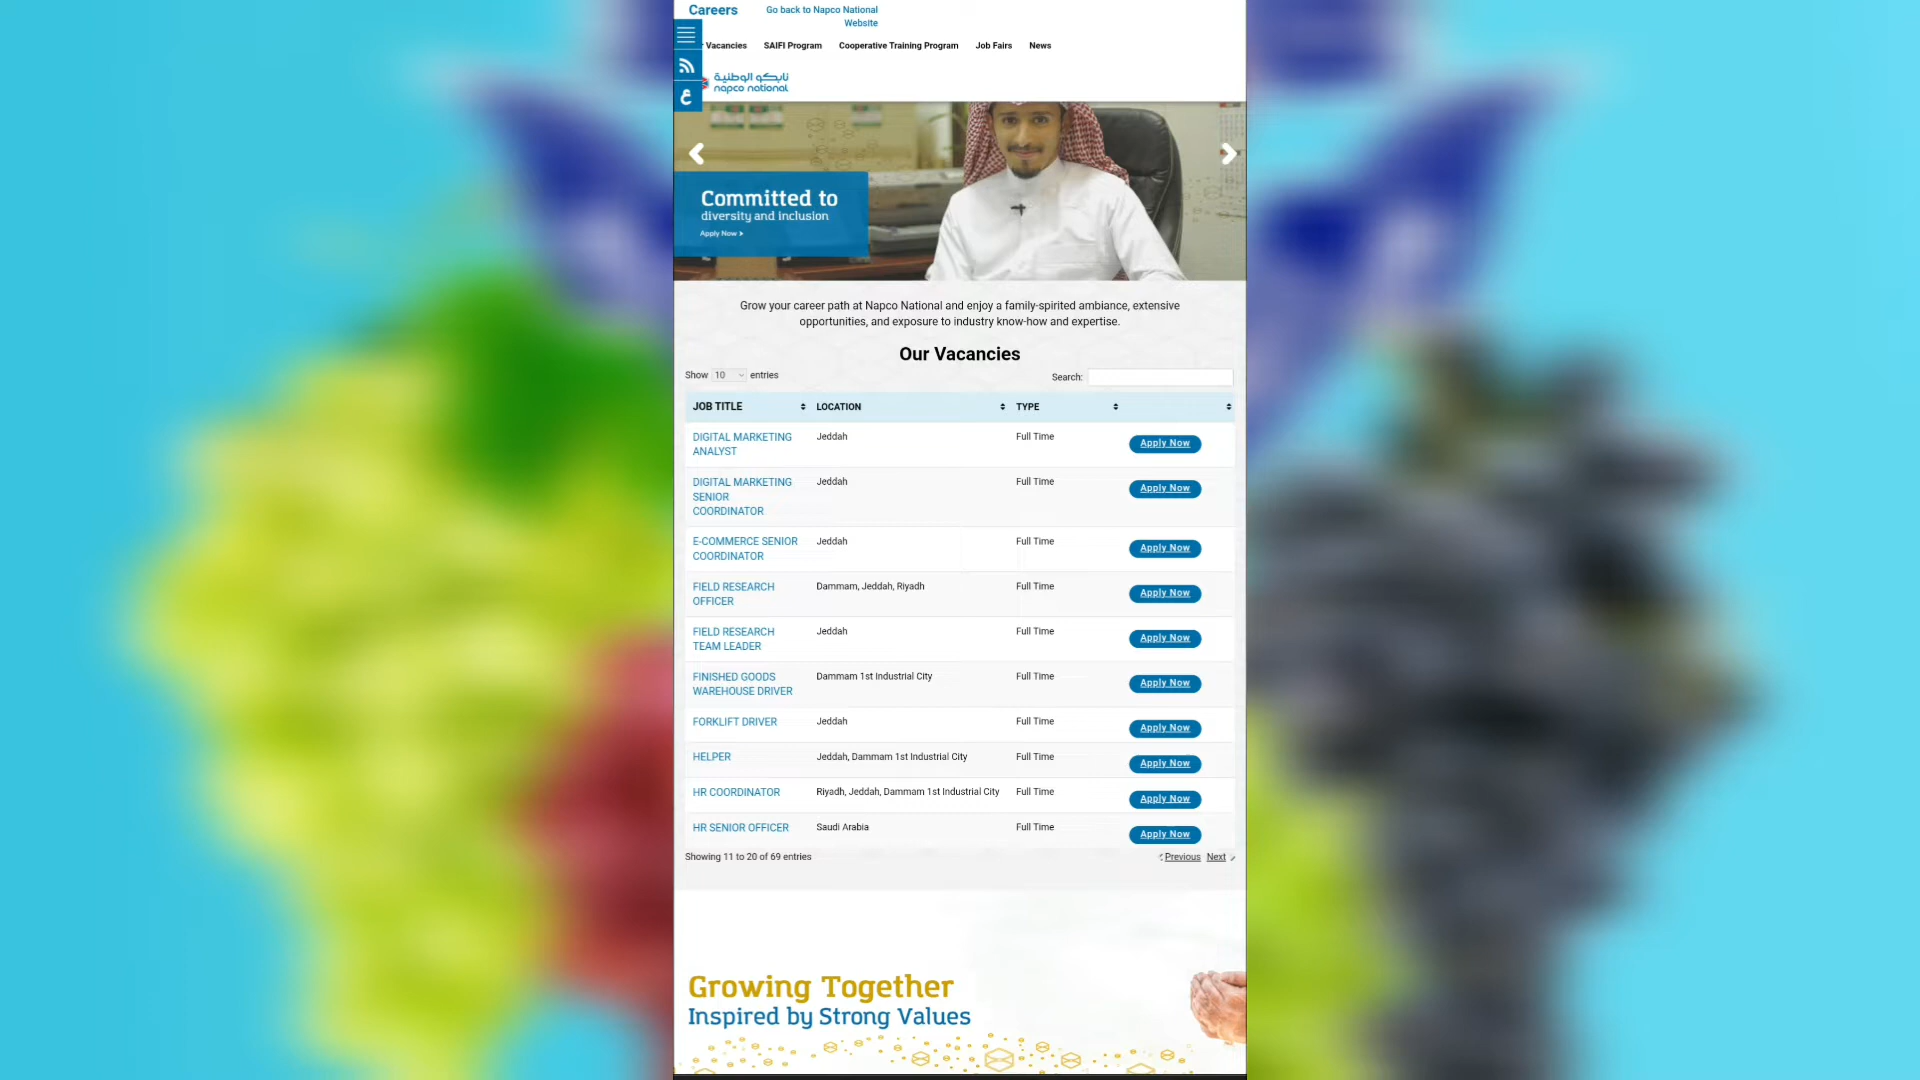 Careers
Go back to Napco National
Website
Vacancies SAIFI Program Cooperative Training Program Job Fairs News
ع
نابكو الوطنية
napco national
Committed to
diversity and inclusion
Apply Now >
Grow your career path at Napco National and enjoy a family-spirited ambiance, extensive
opportunities, and exposure to industry know-how and expertise.
Our Vacancies
Show 10 entries
Search:
JOB TITLE LOCATION TYPE
DIGITAL MARKETING ANALYST Jeddah Full Time Apply Now
DIGITAL MARKETING SENIOR COORDINATOR Jeddah Full Time Apply Now
E-COMMERCE SENIOR COORDINATOR Jeddah Full Time Apply Now
FIELD RESEARCH OFFICER Dammam, Jeddah, Riyadh Full Time Apply Now
FIELD RESEARCH TEAM LEADER Jeddah Full Time Apply Now
FINISHED GOODS WAREHOUSE DRIVER Dammam 1st Industrial City Full Time Apply Now
FORKLIFT DRIVER Jeddah Full Time Apply Now
HELPER Jeddah, Dammam 1st Industrial City Full Time Apply Now
HR COORDINATOR Riyadh, Jeddah, Dammam 1st Industrial City Full Time Apply Now
HR SENIOR OFFICER Saudi Arabia Full Time Apply Now
Showing 11 to 20 of 69 entries
Previous Next
Growing Together
Inspired by Strong Values